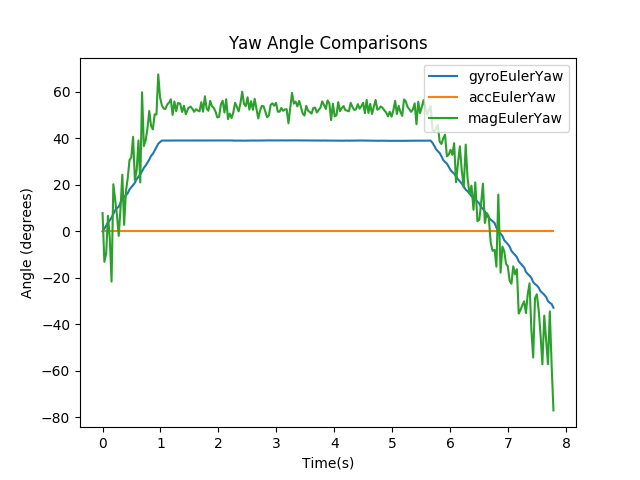 Yaw Angle Comparisons
gyroEulerYaw
accEulerYaw
magEulerYaw
Angle (degrees)
60
40
20
0
−20
−40
−60
−80
0 1 2 3 4 5 6 7 8
Time(s)